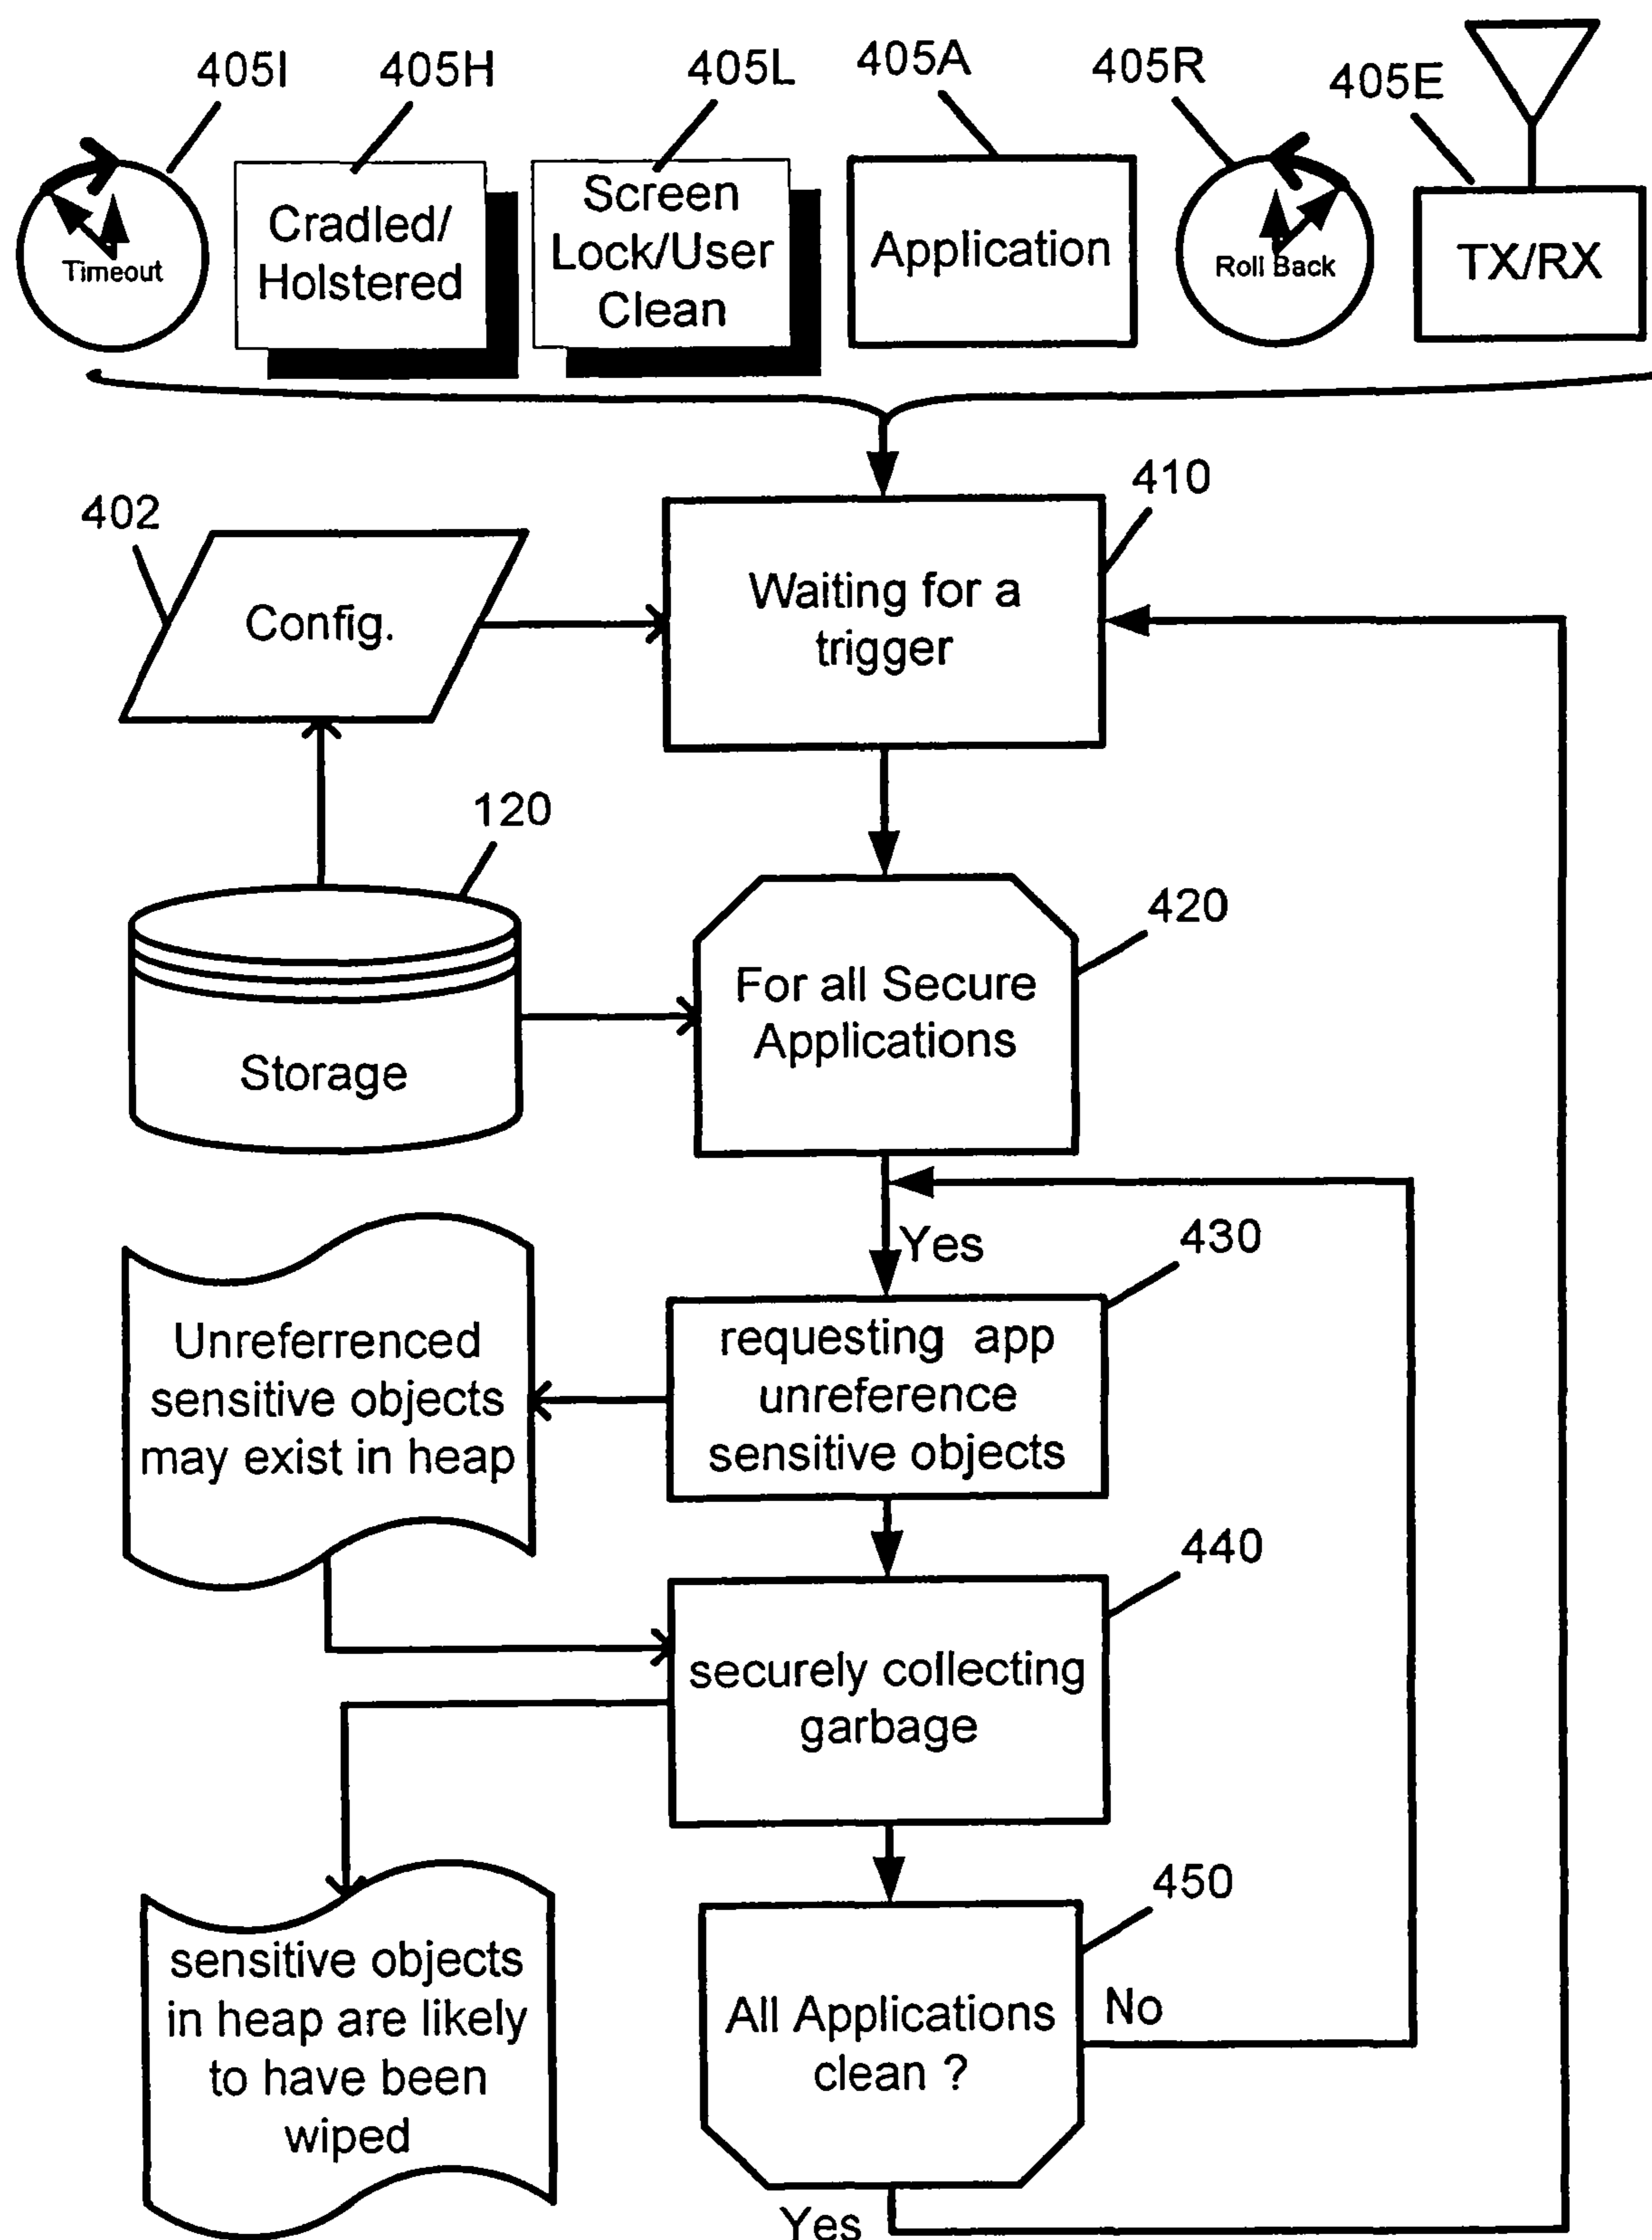 405I
405H
405L
405A
405R
405E
Timeout
Cradled/
Holstered
Screen
Lock/User
Clean
Application
Roll Back
TX/RX
402
410
Config.
Waiting for a
trigger
120
420
Storage
For all Secure
Applications
Yes
430
Unreferrenced
sensitive objects
may exist in heap
requesting app
unreference
sensitive objects
440
securely collecting
garbage
450
sensitive objects
in heap are likely
to have been
wiped
All Applications
clean ?
No
Yes